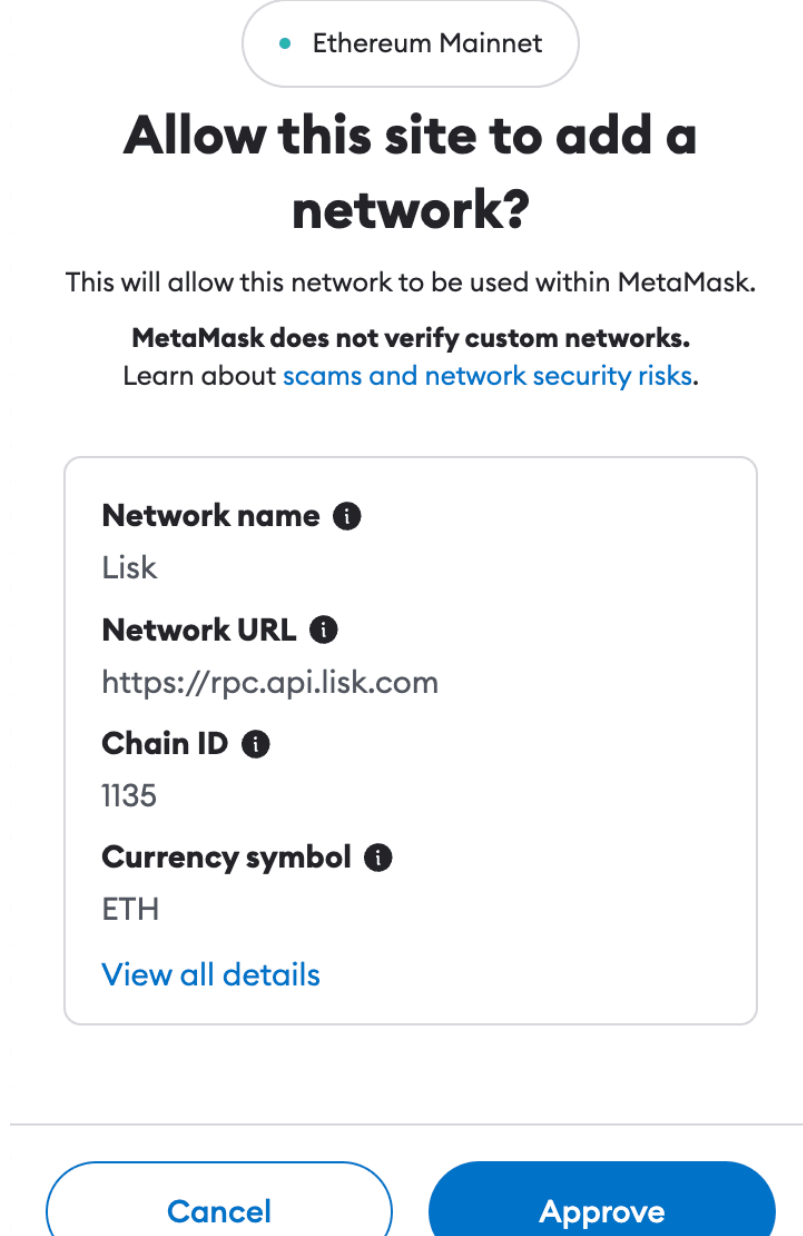 Ethereum Mainnet
Allow this site to add a
network?
This will allow this network to be used within MetaMask.
MetaMask does not verify custom networks.
Learn about scams and network security risks.
Network name
Lisk
Network URL
https://rpc.api.lisk.com
Chain ID
1135
Currency symbol
ETH
View all details
Cancel
Approve